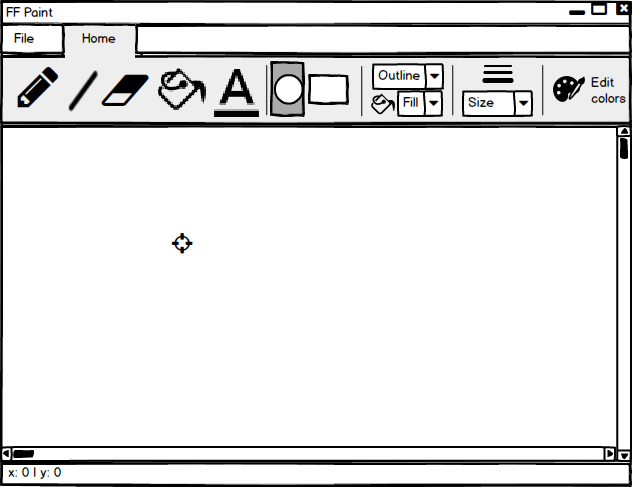 FF Paint
File
Home
A
Outline
Fill
Size
Edit
colors
x: 0 | y: 0